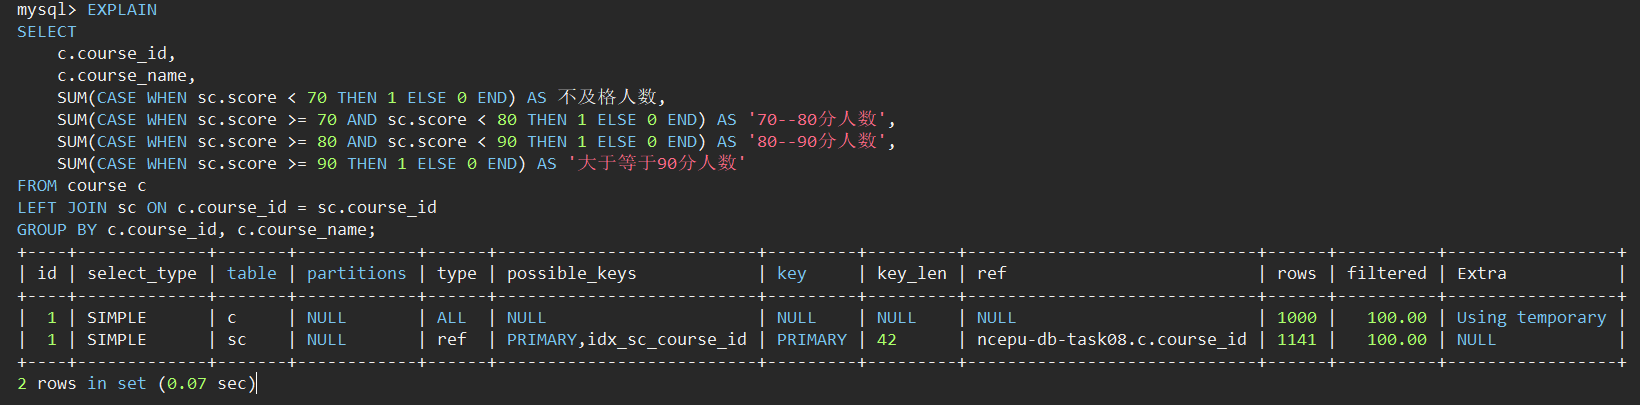 mysql> EXPLAIN
SELECT
    c.course_id,
    c.course_name,
    SUM(CASE WHEN sc.score < 70 THEN 1 ELSE 0 END) AS 不及格人数,
    SUM(CASE WHEN sc.score >= 70 AND sc.score < 80 THEN 1 ELSE 0 END) AS '70--80分人数',
    SUM(CASE WHEN sc.score >= 80 AND sc.score < 90 THEN 1 ELSE 0 END) AS '80--90分人数',
    SUM(CASE WHEN sc.score >= 90 THEN 1 ELSE 0 END) AS '大于等于90分人数'
FROM course c
LEFT JOIN sc ON c.course_id = sc.course_id
GROUP BY c.course_id, c.course_name;
+----+-------------+-------+------------+------+--------------------------+---------+---------+-----------------------------+------+----------+-----------------+
| id | select_type | table | partitions | type | possible_keys            | key     | key_len | ref                         | rows | filtered | Extra           |
+----+-------------+-------+------------+------+--------------------------+---------+---------+-----------------------------+------+----------+-----------------+
|  1 | SIMPLE      | c     | NULL       | ALL  | NULL                     | NULL    | NULL    | NULL                        | 1000 |   100.00 | Using temporary |
|  1 | SIMPLE      | sc    | NULL       | ref  | PRIMARY,idx_sc_course_id | PRIMARY | 42      | ncepu-db-task08.c.course_id | 1141 |   100.00 | NULL            |
+----+-------------+-------+------------+------+--------------------------+---------+---------+-----------------------------+------+----------+-----------------+
2 rows in set (0.07 sec)